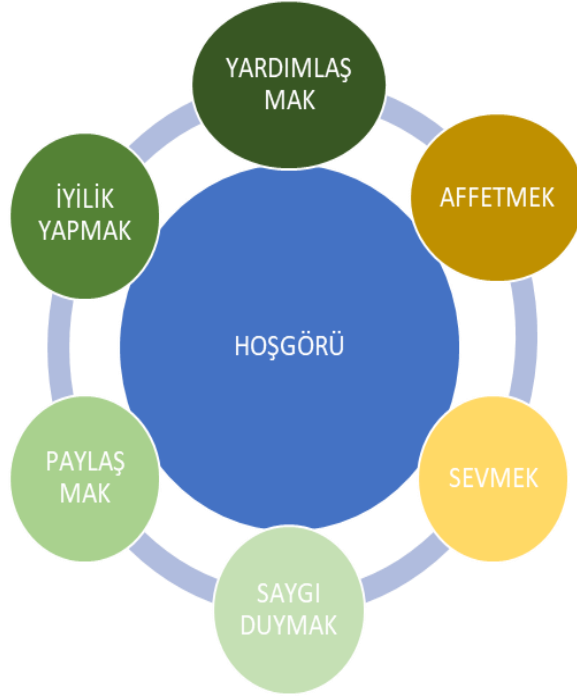 YARDIMLAŞ
MAK
AFFETMEK
SEVMEK
SAYGI
DUYMAK
PAYLAŞ
MAK
İYİLİK
YAPMAK
HOŞGÖRÜ